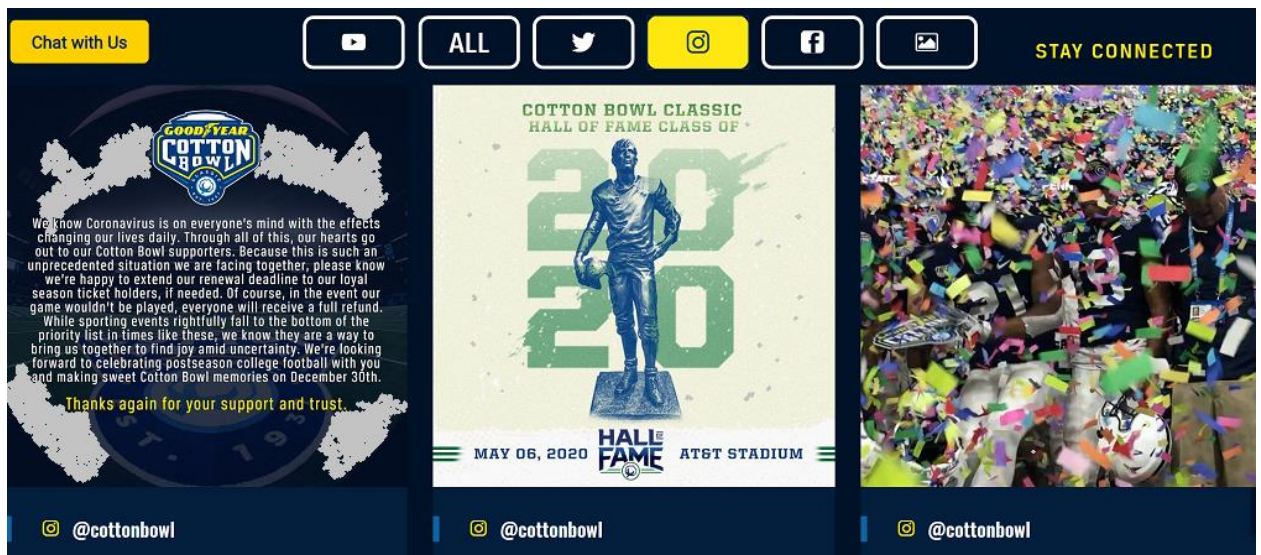 Chat with Us
ALL
STAY CONNECTED
GOODYEAR
COTTON
BOWL
CLASSIC
We know Coronavirus is on everyone's mind with the effects
changing our lives daily. Through all of this, our hearts go
out to our Cotton Bowl supporters. Because this is such an
unprecedented situation we are facing together, please know
we're happy to extend our renewal deadline to our loyal
season ticket holders, if needed. Of course, in the event our
game wouldn't be played, everyone will receive a full refund.
While sporting events rightfully fall to the bottom of the
priority list in times like these, we know they are a way to
bring us together to find joy amid uncertainty. We're looking
forward to celebrating postseason college football with you
and making sweet Cotton Bowl memories on December 30th.
Thanks again for your support and trust.
COTTON BOWL CLASSIC
HALL OF FAME CLASS OF
20
20
MAY 06, 2020
HALL OF
FAME
AT&T STADIUM
21
@cottonbowl
@cottonbowl
@cottonbowl